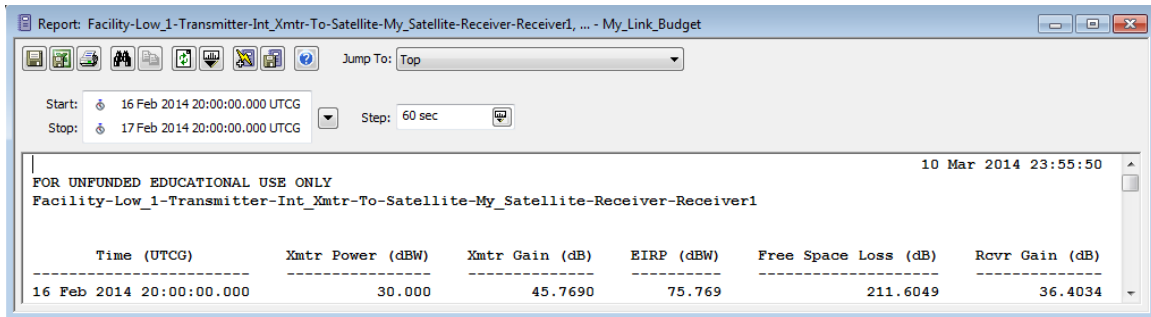 Report: Facility-Low_1-Transmitter-Int_Xmtr-To-Satellite-My_Satellite-Receiver-Receiver1, ... - My_Link_Budget
Jump To: Top
Start: 16 Feb 2014 20:00:00.000 UTCG
Stop: 17 Feb 2014 20:00:00.000 UTCG
Step: 60 sec
10 Mar 2014 23:55:50
FOR UNFUNDED EDUCATIONAL USE ONLY
Facility-Low_1-Transmitter-Int_Xmtr-To-Satellite-My_Satellite-Receiver-Receiver1
Time (UTCG) Xmtr Power (dBW) Xmtr Gain (dB) EIRP (dBW) Free Space Loss (dB) Rcvr Gain (dB)
------------------------ ---------------- -------------- ---------- -------------------- --------------
16 Feb 2014 20:00:00.000 30.000 45.7690 75.769 211.6049 36.4034